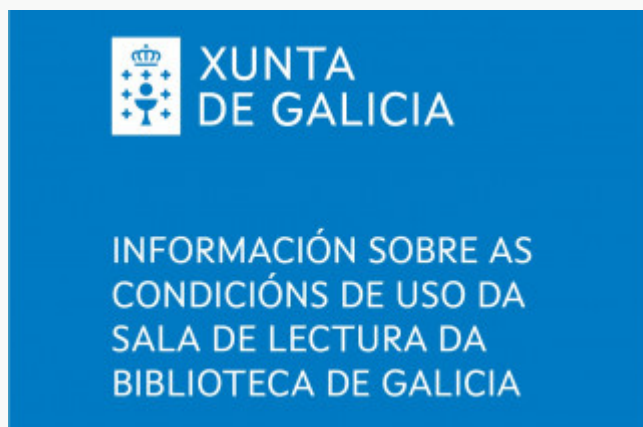 XUNTA
DE GALICIA
INFORMACIÓN SOBRE AS
CONDICIÓNS DE USO DA
SALA DE LECTURA DA
BIBLIOTECA DE GALICIA